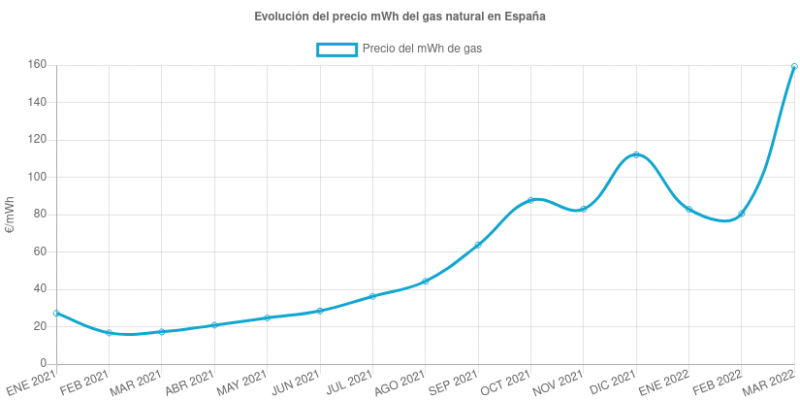 Evolución del precio mWh del gas natural en España
Precio del mWh de gas
160
140
120
100
80
60
40
20
0
€/mWh
ENE 2021
FEB 2021
MAR 2021
ABR 2021
MAY 2021
JUN 2021
JUL 2021
AGO 2021
SEP 2021
OCT 2021
NOV 2021
DIC 2021
ENE 2022
FEB 2022
MAR 2022